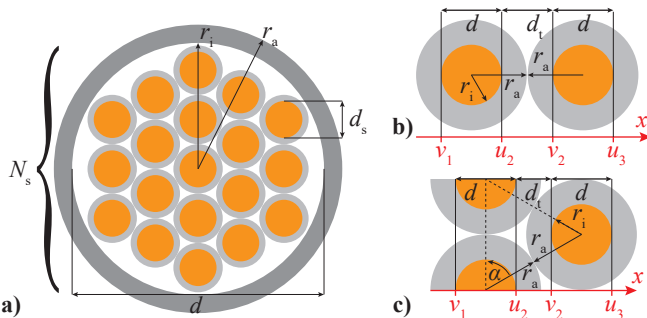 r_i
r_a
d_s
N_s
d
a)
d
d_t
d
r_a
r_a
r_i
b)
x
v_1
u_2
v_2
u_3
d
d_t
d
r_i
r_a
r_a
α
x
c)
v_1
u_2
v_2
u_3